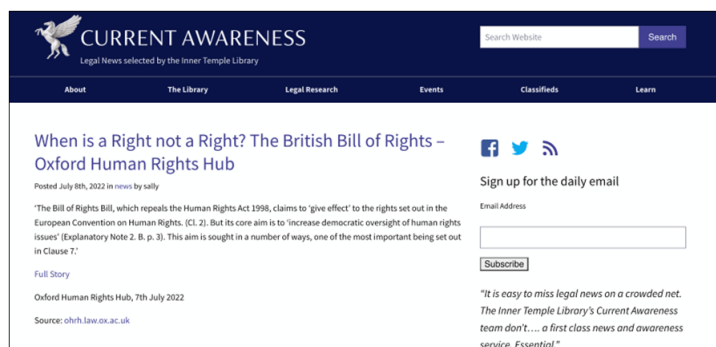 CURRENT AWARENESS
Legal News selected by the Inner Temple Library
Search Website
Search
About
The Library
Legal Research
Events
Classifieds
Learn
When is a Right not a Right? The British Bill of Rights –
Oxford Human Rights Hub
Posted July 8th, 2022 in news by sally
‘The Bill of Rights Bill, which repeals the Human Rights Act 1998, claims to ‘give effect’ to the rights set out in the
European Convention on Human Rights. (Cl. 2). But its core aim is to ‘increase democratic oversight of human rights
issues’ (Explanatory Note 2. B. p. 3). This aim is sought in a number of ways, one of the most important being set out
in Clause 7.’
Full Story
Oxford Human Rights Hub, 7th July 2022
Source: ohrh.law.ox.ac.uk
Sign up for the daily email
Email Address
Subscribe
“It is easy to miss legal news on a crowded net.
The Inner Temple Library’s Current Awareness
team don’t…. a first class news and awareness
service. Essential.”